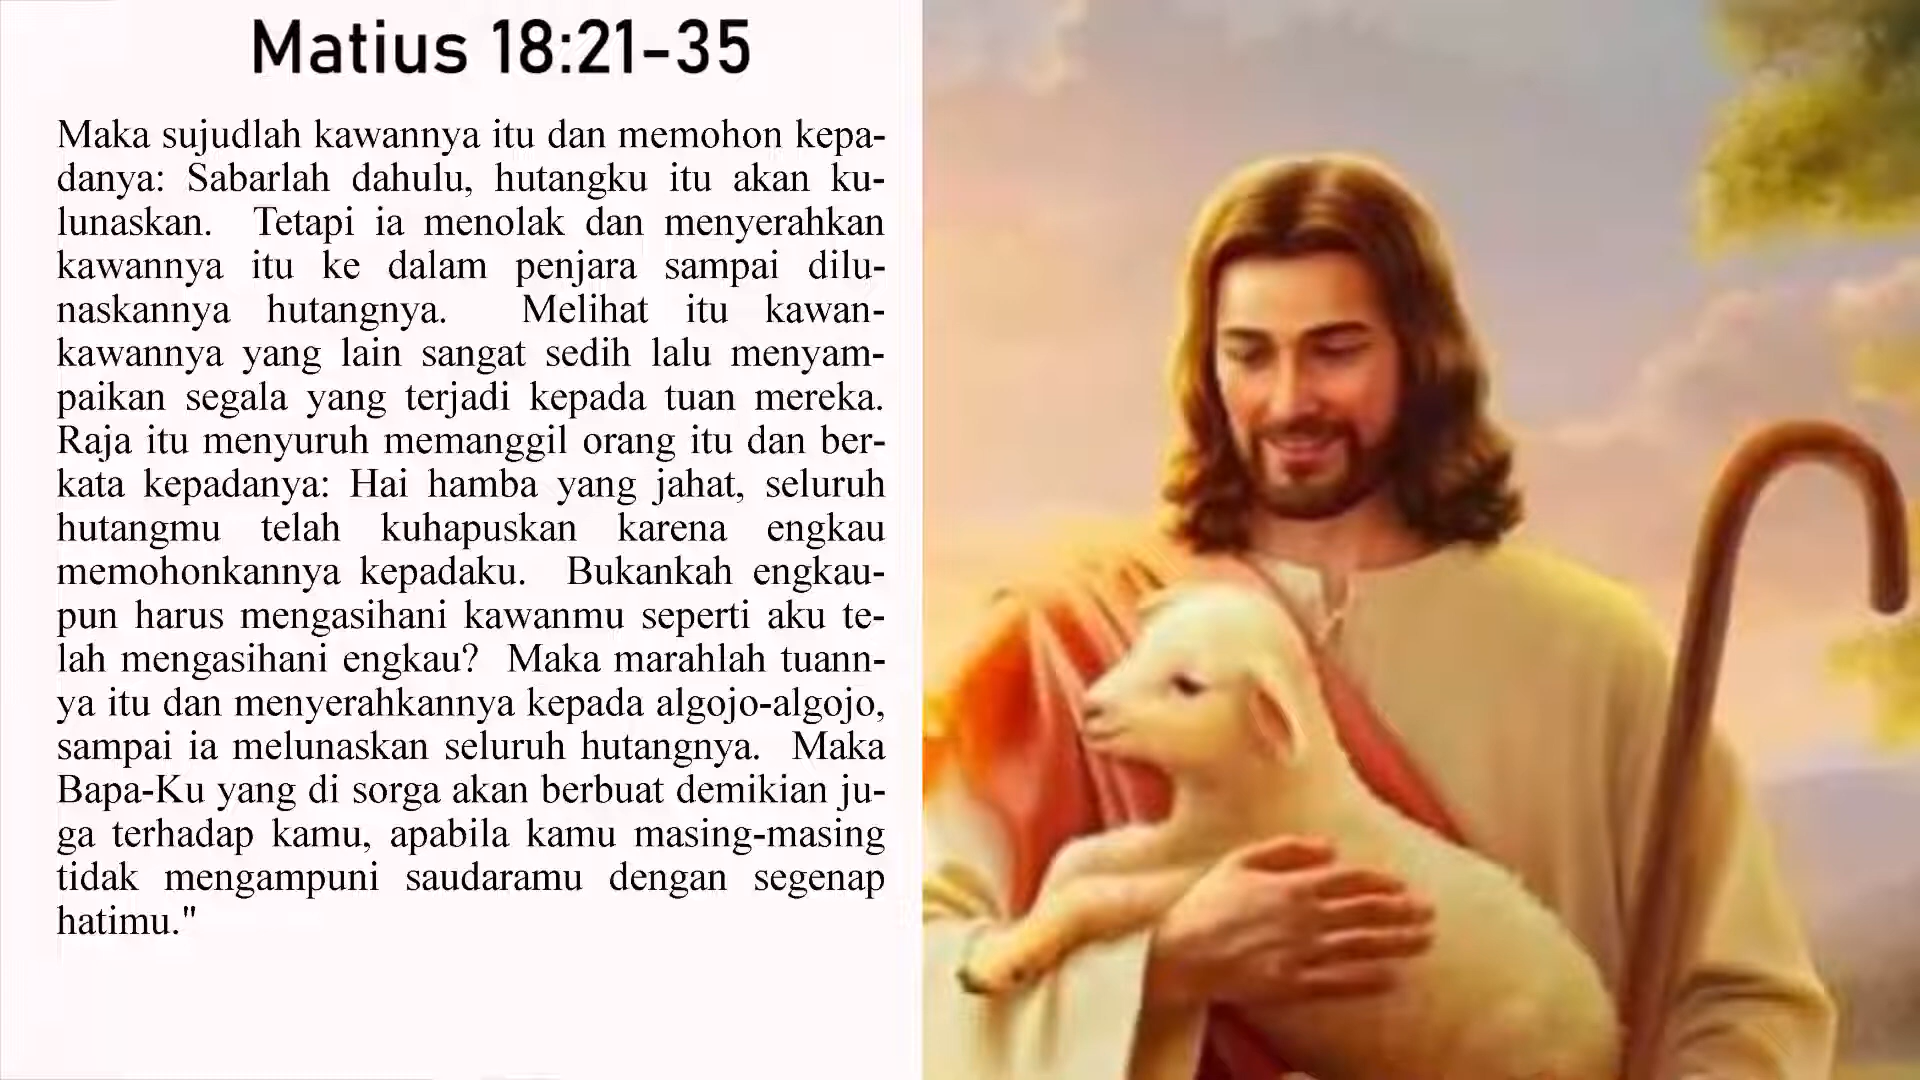 Matius 18:21-35
Maka sujudlah kawannya itu dan memohon kepa-
danya: Sabarlah dahulu, hutangku itu akan ku-
lunaskan. Tetapi ia menolak dan menyerahkan
kawannya itu ke dalam penjara sampai dilu-
naskannya hutangnya. Melihat itu kawan-
kawannya yang lain sangat sedih lalu menyam-
paikan segala yang terjadi kepada tuan mereka.
Raja itu menyuruh memanggil orang itu dan ber-
kata kepadanya: Hai hamba yang jahat, seluruh
hutangmu telah kuhapuskan karena engkau
memohonkannya kepadaku. Bukankah engkau-
pun harus mengasihani kawanmu seperti aku te-
lah mengasihani engkau? Maka marahlah tuann-
ya itu dan menyerahkannya kepada algojo-algojo,
sampai ia melunaskan seluruh hutangnya. Maka
Bapa-Ku yang di sorga akan berbuat demikian ju-
ga terhadap kamu, apabila kamu masing-masing
tidak mengampuni saudaramu dengan segenap
hatimu."